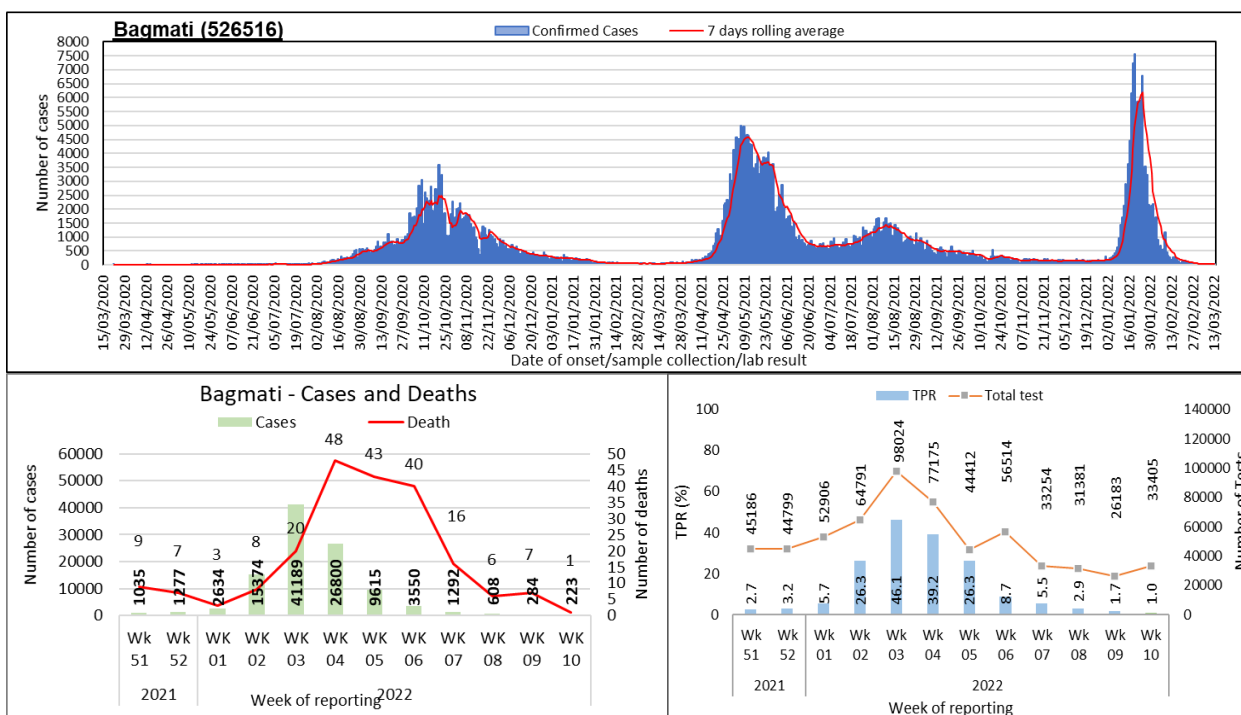 Bagmati (526516)
Confirmed Cases 7 days rolling average
Number of cases
8000
7500
7000
6500
6000
5500
5000
4500
4000
3500
3000
2500
2000
1500
1000
500
0
15/03/2020 29/03/2020 12/04/2020 26/04/2020 10/05/2020 24/05/2020 07/06/2020 21/06/2020 05/07/2020 19/07/2020 02/08/2020 16/08/2020 30/08/2020 13/09/2020 27/09/2020 11/10/2020 25/10/2020 08/11/2020 22/11/2020 06/12/2020 20/12/2020 03/01/2021 17/01/2021 31/01/2021 14/02/2021 28/02/2021 14/03/2021 28/03/2021 11/04/2021 25/04/2021 09/05/2021 23/05/2021 06/06/2021 20/06/2021 04/07/2021 18/07/2021 01/08/2021 15/08/2021 29/08/2021 12/09/2021 26/09/2021 10/10/2021 24/10/2021 07/11/2021 21/11/2021 05/12/2021 19/12/2021 02/01/2022 16/01/2022 30/01/2022 13/02/2022 27/02/2022 13/03/2022
Date of onset/sample collection/lab result
Bagmati - Cases and Deaths
Cases Death
Number of cases
60000
50000
40000
30000
20000
10000
0
9 7 3 8 20 48 43 40 16 6 7 1
1035 1277 2634 15374 41189 26800 9615 3550 1292 608 284 223
50
45
40
35
30
25
20
15
10
5
0
Number of deaths
Wk Wk WK WK WK WK WK WK WK WK WK WK
51 52 01 02 03 04 05 06 07 08 09 10
2021 2022
Week of reporting
TPR Total test
TPR (%)
100
80
60
40
20
0
45186 44799 52906 64791 98024 77175 44412 56514 33254 31381 26183 33405
2.7 3.2 5.7 26.3 46.1 39.2 26.3 8.7 5.5 2.9 1.7 1.0
140000
120000
100000
80000
60000
40000
20000
0
Number of Tests
Wk Wk Wk Wk Wk Wk Wk Wk Wk Wk Wk Wk
51 52 01 02 03 04 05 06 07 08 09 10
2021 2022
Week of reporting